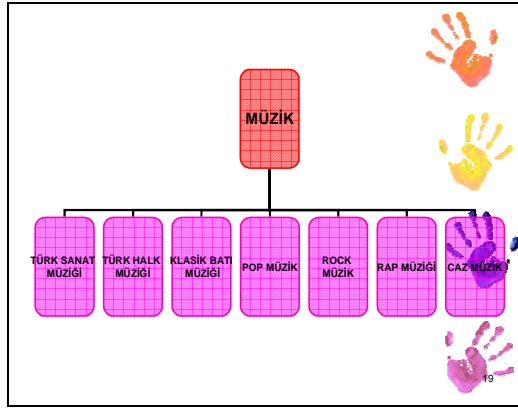 MÜZİK
TÜRK SANAT
MÜZİĞİ
TÜRK HALK
MÜZİĞİ
KLASİK BATI
MÜZİĞİ
POP MÜZİK
ROCK
MÜZİK
RAP MÜZİĞİ
CAZ MÜZİK
19